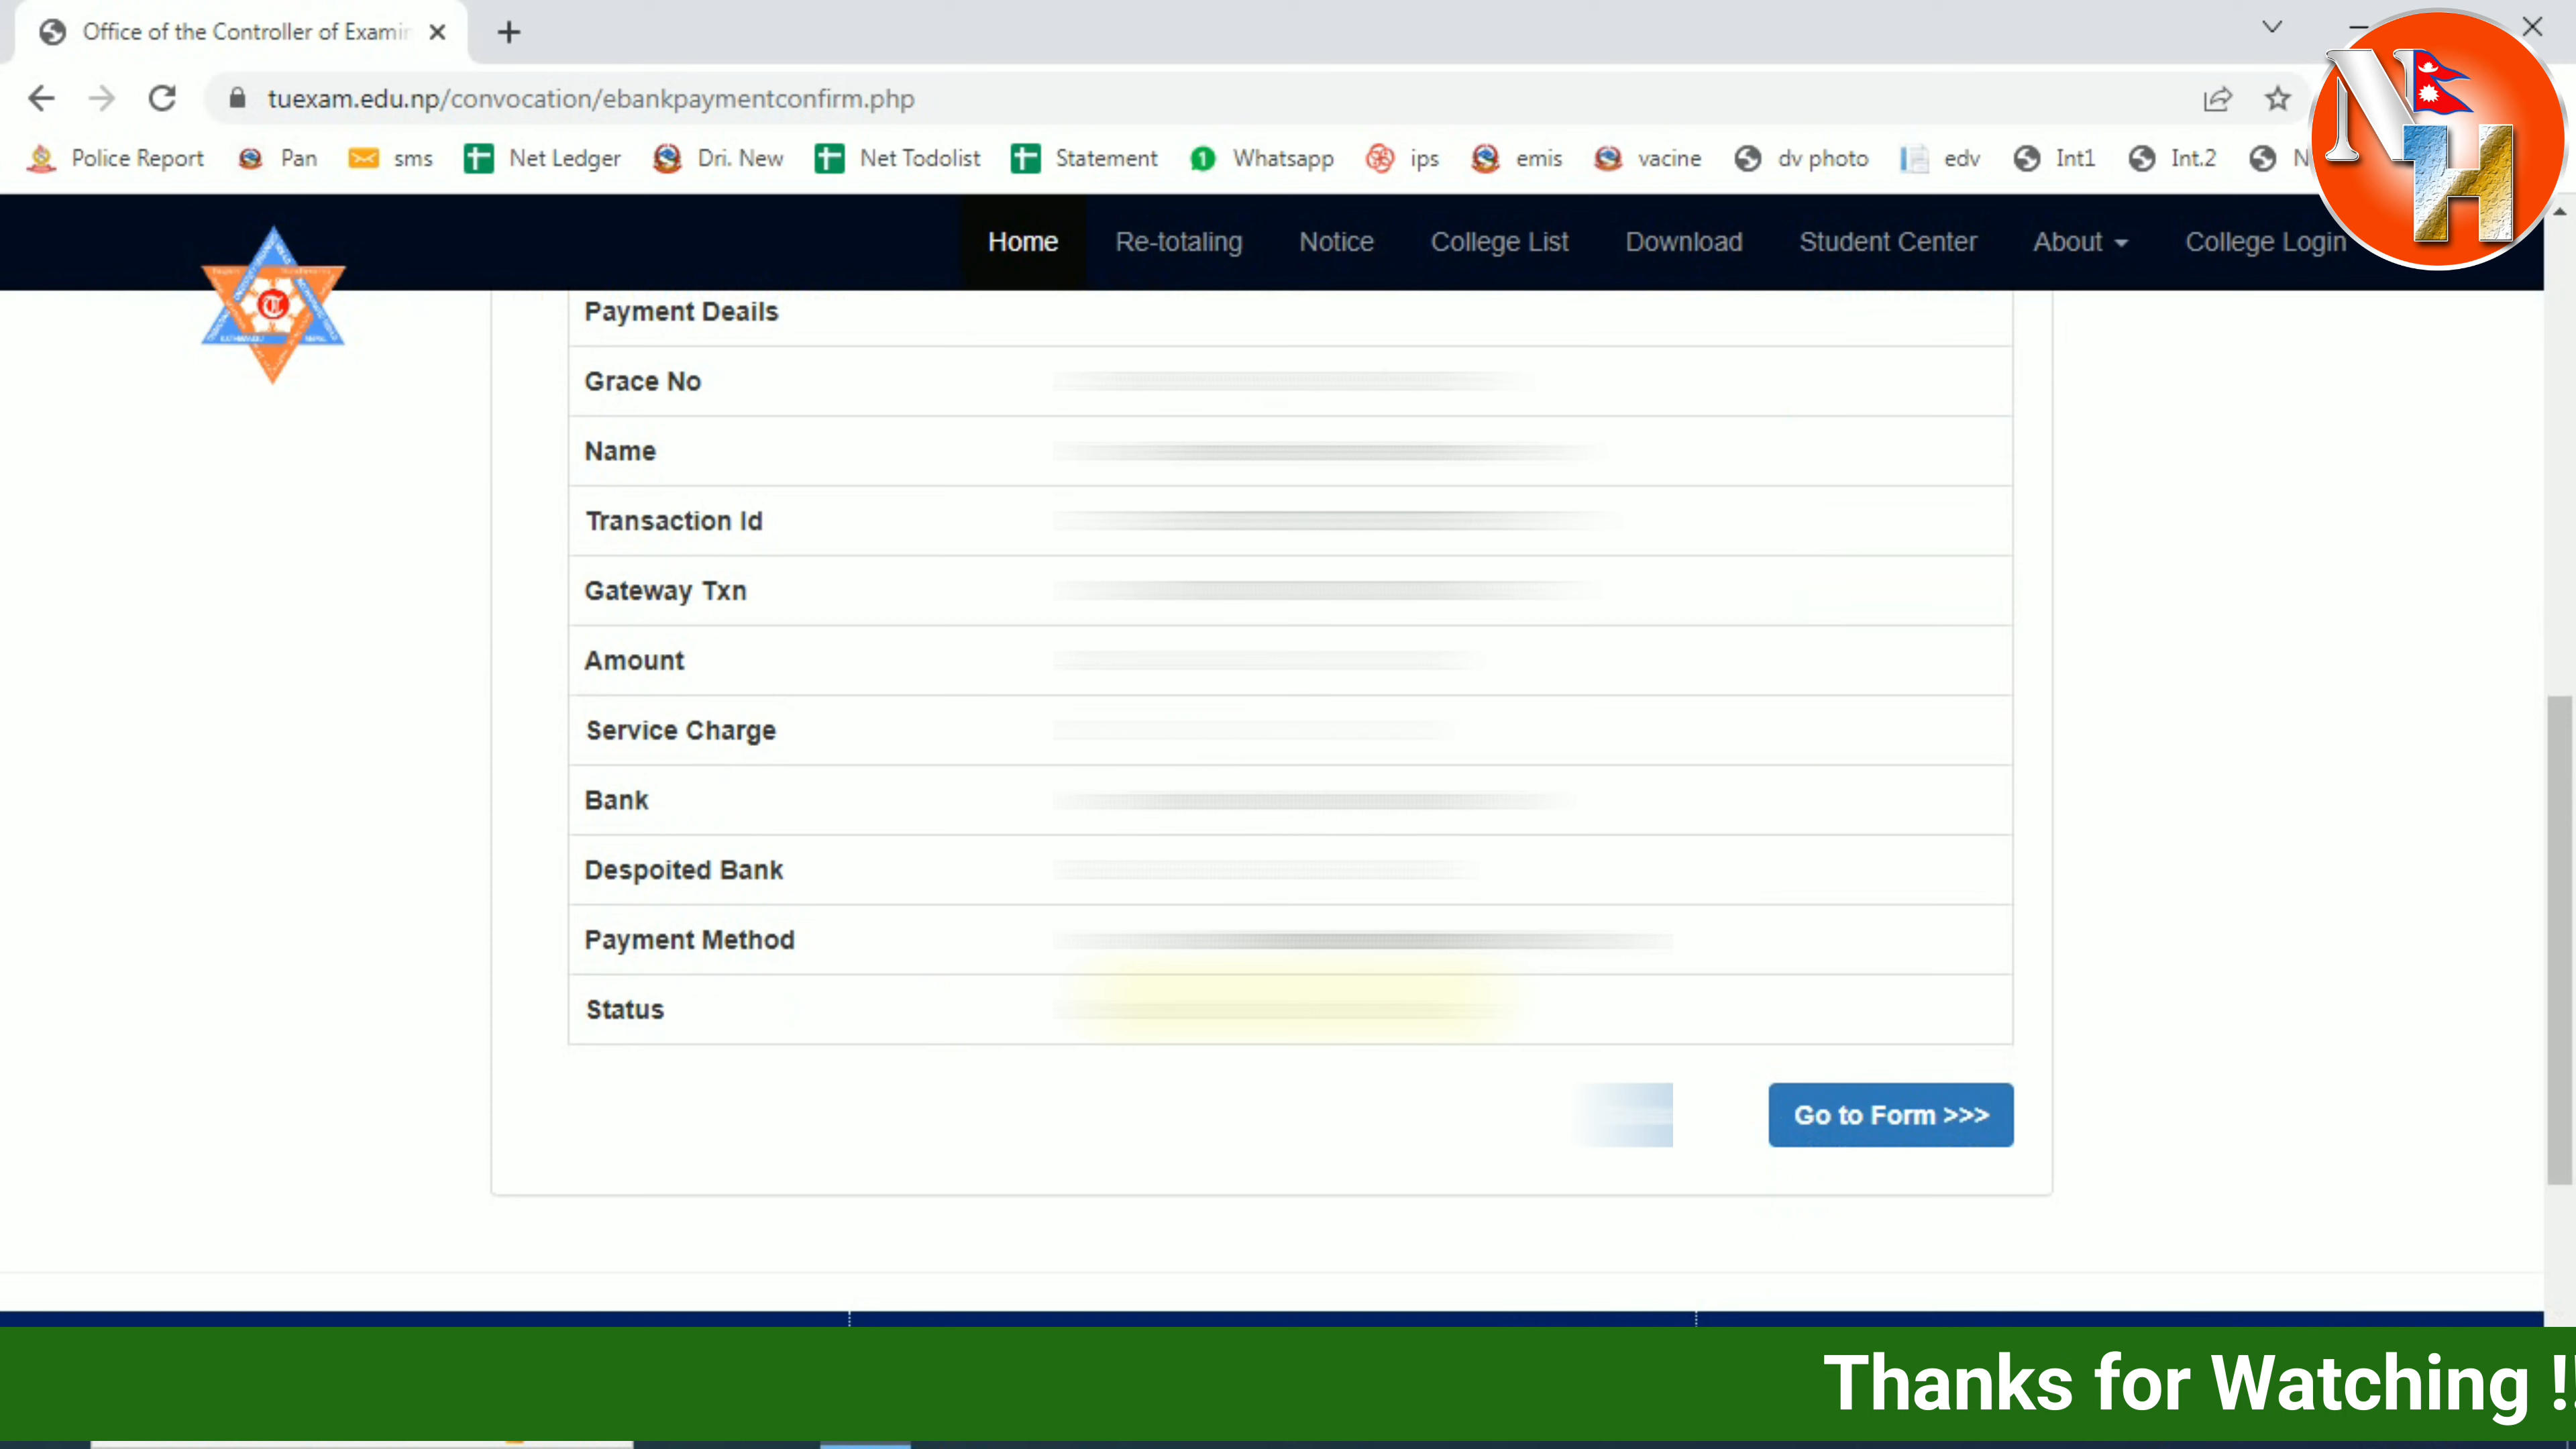 Office of the Controller of Examin
tuexam.edu.np/convocation/ebankpaymentconfirm.php
Police Report Pan sms Net Ledger Dri. New Net Todolist Statement 1 Whatsapp ips emis vacine dv photo edv Int1 Int.2 N
NH
Home Re-totaling Notice College List Download Student Center About College Login
Payment Deails
Grace No
Name
Transaction Id
Gateway Txn
Amount
Service Charge
Bank
Despoited Bank
Payment Method
Status
Go to Form >>>
Thanks for Watching !!